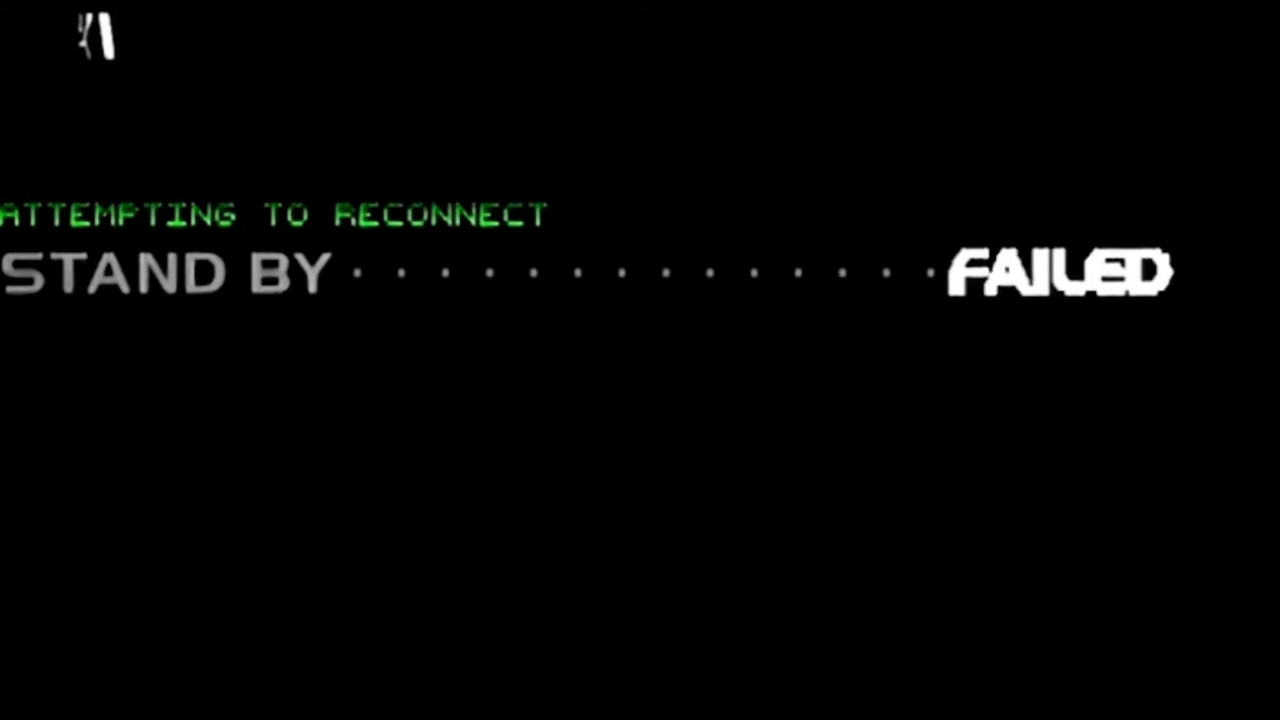 ATTEMPTING TO RECONNECT
STAND BY · · · · · · · · · · · · · · FAILED